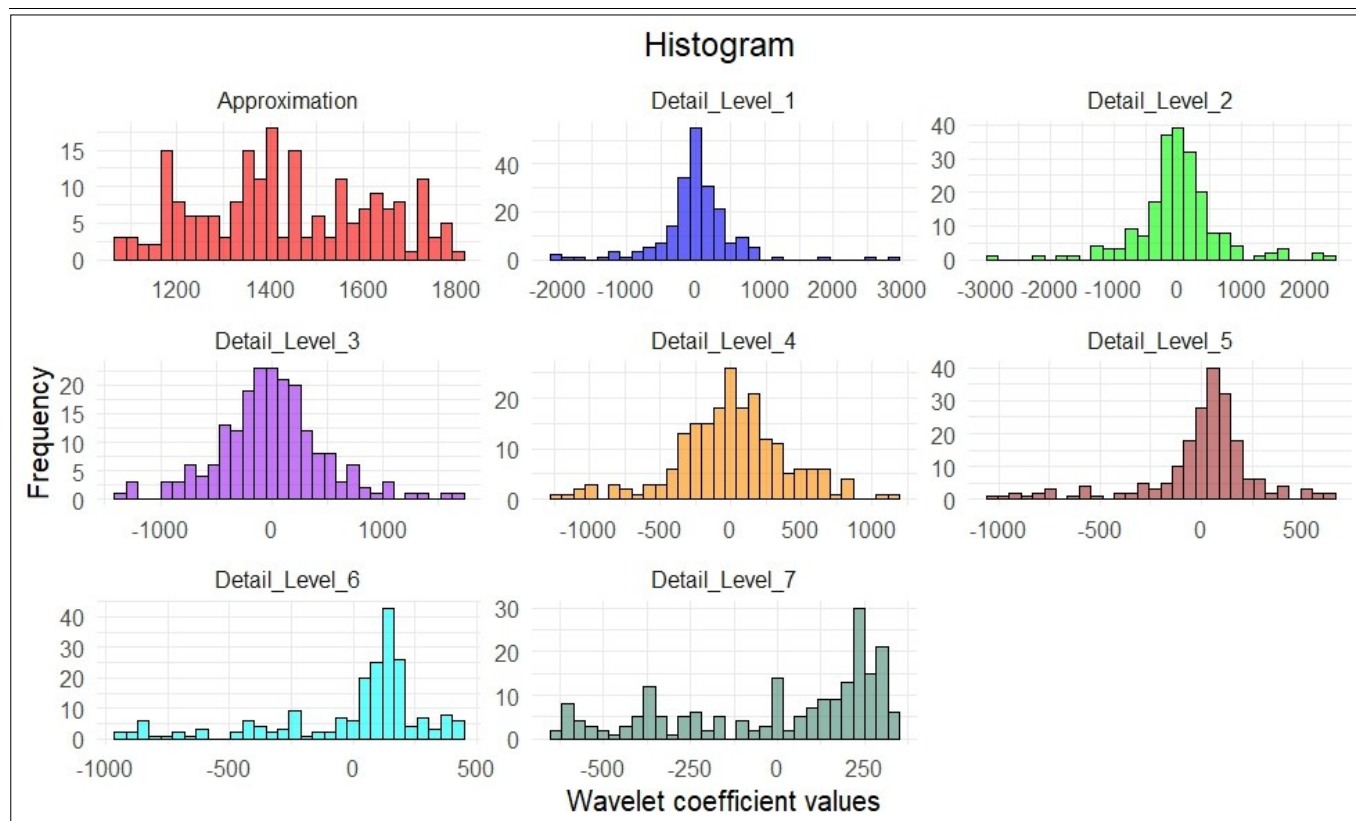 Histogram
Approximation
Detail_Level_1
Detail_Level_2
15
10
5
0
1200 1400 1600 1800
40
20
0
-2000 -1000 0 1000 2000 3000
40
30
20
10
0
-3000 -2000 -1000 0 1000 2000
Detail_Level_3
Detail_Level_4
Detail_Level_5
Frequency
20
15
10
5
0
-1000 0 1000
20
10
0
-1000 -500 0 500 1000
40
30
20
10
0
-1000 -500 0 500
Detail_Level_6
Detail_Level_7
40
30
20
10
0
-1000 -500 0 500
30
20
10
0
-500 -250 0 250
Wavelet coefficient values